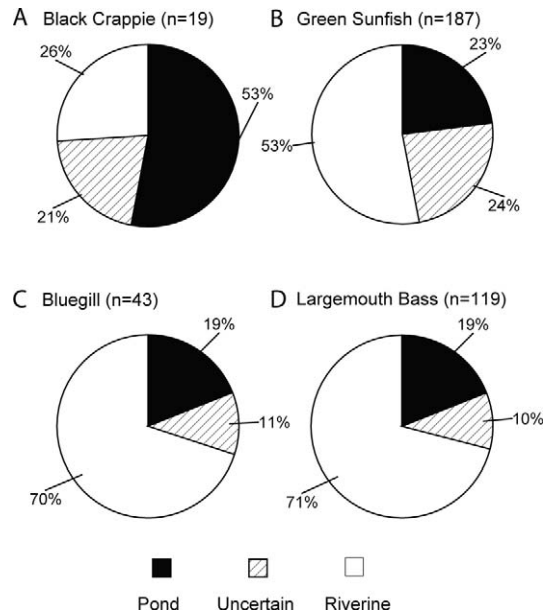 A Black Crappie (n=19)
26%
53%
21%
B Green Sunfish (n=187)
23%
53%
24%
C Bluegill (n=43)
19%
11%
70%
D Largemouth Bass (n=119)
19%
10%
71%
Pond Uncertain Riverine